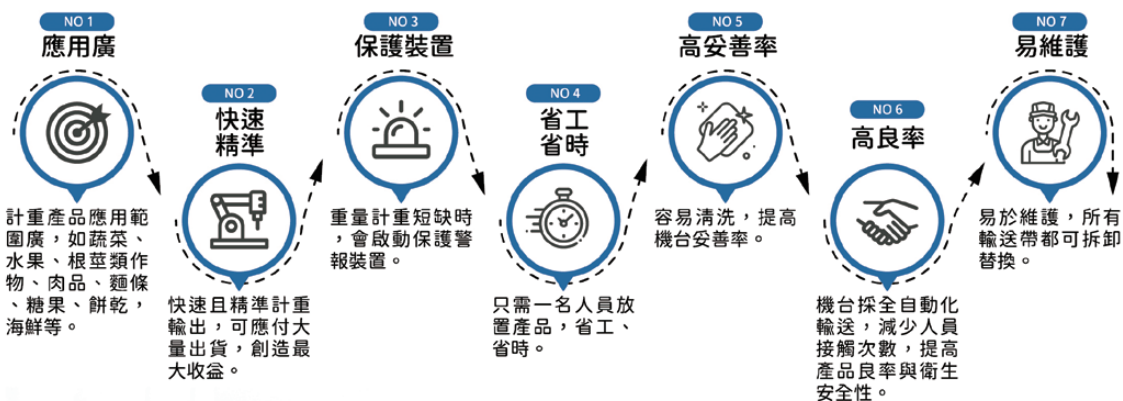 NO 1
應用廣
計重產品應用範
圍廣，如蔬菜、
水果、根莖類作
物、肉品、麵條
、糖果、餅乾，
海鮮等。
NO 2
快速
精準
快速且精準計重
輸出，可應付大
量出貨，創造最
大收益。
NO 3
保護裝置
重量計重短缺時
，會啟動保護警
報裝置。
NO 4
省工
省時
只需一名人員放
置產品，省工、
省時。
NO 5
高妥善率
容易清洗，提高
機台妥善率。
NO 6
高良率
機台採全自動化
輸送，減少人員
接觸次數，提高
產品良率與衛生
安全性。
NO 7
易維護
易於維護，所有
輸送帶都可拆卸
替換。